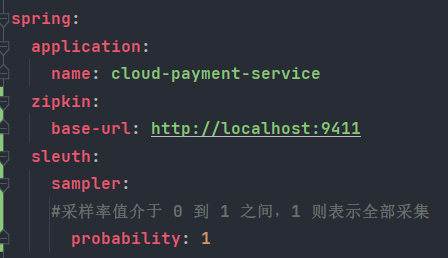 spring:
  application:
    name: cloud-payment-service
  zipkin:
    base-url: http://localhost:9411
  sleuth:
    sampler:
    #采样率值介于 0 到 1 之间，1 则表示全部采集
      probability: 1